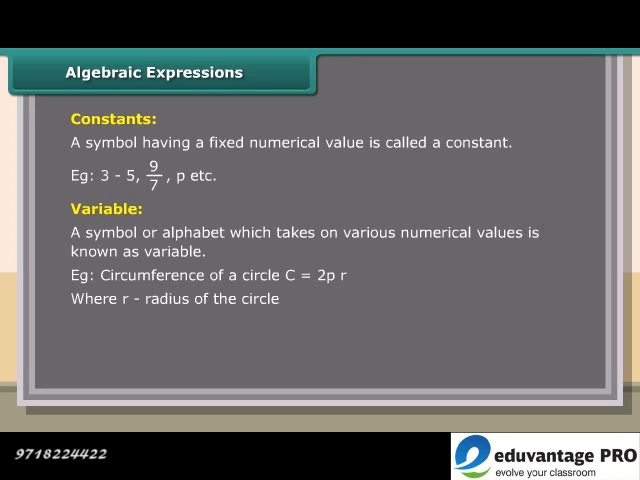 Algebraic Expressions
Constants:
A symbol having a fixed numerical value is called a constant.
Eg: 3 - 5, 9/7, p etc.
Variable:
A symbol or alphabet which takes on various numerical values is
known as variable.
Eg: Circumference of a circle C = 2p r
Where r - radius of the circle
9718224422
eduvantage PRO
evolve your classroom